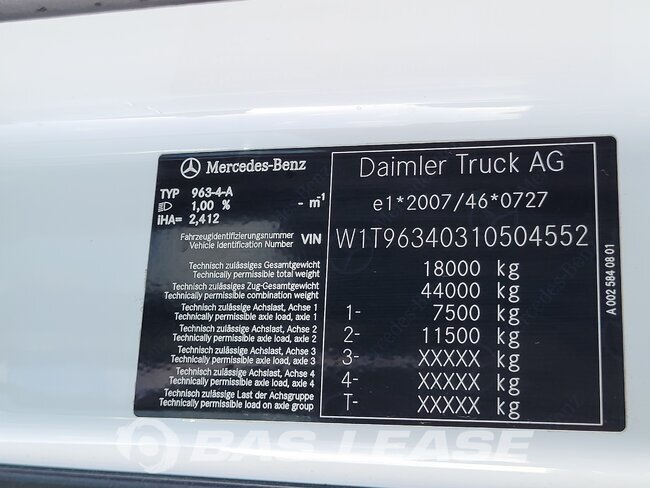 Mercedes-Benz
Daimler Truck AG
TYP 963-4-A
1,00 % - m-1
IHA= 2,412
e1*2007/46*0727
Fahrzeugidentifizierungsnummer
Vehicle Identification Number VIN W1T96340310504552
Technisch zulässiges Gesamtgewicht
Technically permissible total weight 18000 kg
Technisch zulässiges Zug-Gesamtgewicht
Technically permissible combination weight 44000 kg
Technisch zulässige Achslast, Achse 1
Technically permissible axle load, axle 1 1- 7500 kg
Technisch zulässige Achslast, Achse 2
Technically permissible axle load, axle 2 2- 11500 kg
Technisch zulässige Achslast, Achse 3
Technically permissible axle load, axle 3 3- XXXXX kg
Technisch zulässige Achslast, Achse 4
Technically permissible axle load, axle 4 4- XXXXX kg
Technisch zulässige Last der Achsgruppe
Technically permissible load on axle group T- XXXXX kg
A 002 584 08 01
BAS LEASE